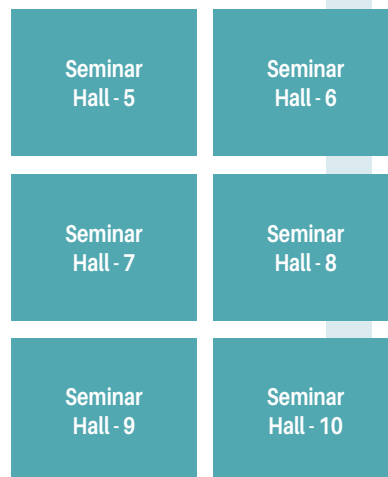 Seminar
Hall - 5
Seminar
Hall - 6
Seminar
Hall - 7
Seminar
Hall - 8
Seminar
Hall - 9
Seminar
Hall - 10